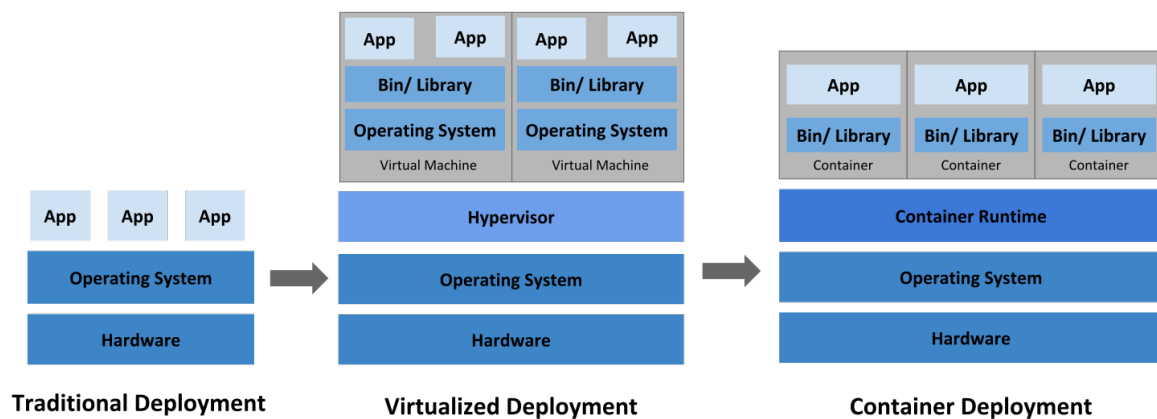 App
App
App
Operating System
Hardware
Traditional Deployment
App
App
Bin/ Library
Operating System
Virtual Machine
App
App
Bin/ Library
Operating System
Virtual Machine
Hypervisor
Operating System
Hardware
Virtualized Deployment
App
Bin/ Library
Container
App
Bin/ Library
Container
App
Bin/ Library
Container
Container Runtime
Operating System
Hardware
Container Deployment